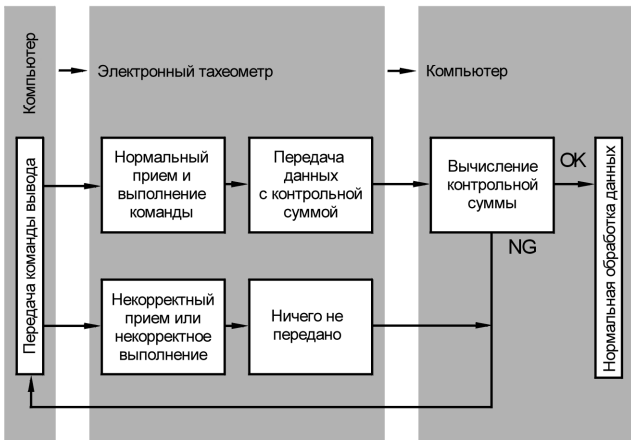 Компьютер
Электронный тахеометр
Компьютер
Передача команды вывода
Нормальный
прием и
выполнение
команды
Передача
данных
с контрольной
суммой
Вычисление
контрольной
суммы
OK
NG
Нормальная обработка данных
Некорректный
прием или
некорректное
выполнение
Ничего не
передано